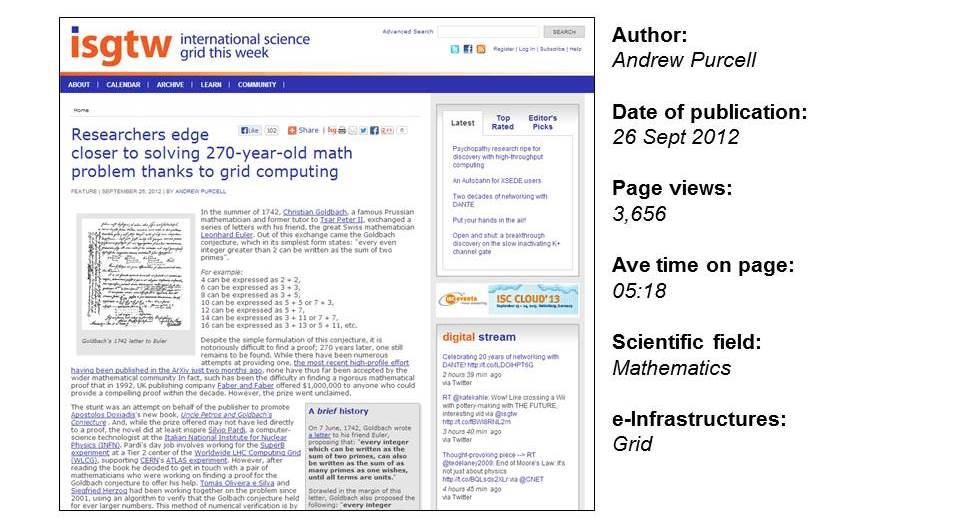 isgtw international science
grid this week
Advanced Search
SEARCH
Register | Log in | Subscribe | Help
ABOUT | CALENDAR | ARCHIVE | LEARN | COMMUNITY |
Home
Like 102 Share
Researchers edge
closer to solving 270-year-old math
problem thanks to grid computing
FEATURE | SEPTEMBER 26, 2012 | BY ANDREW PURCELL
In the summer of 1742, Christian Goldbach, a famous Prussian
mathematician and former tutor to Tsar Peter II, exchanged a
series of letters with his friend, the great Swiss mathematician
Leonhard Euler. Out of this exchange came the Goldbach
conjecture, which in its simplest form states: "every even
integer greater than 2 can be written as the sum of two
primes".
For example:
4 can be expressed as 2 + 2,
6 can be expressed as 3 + 3,
8 can be expressed as 3 + 5,
10 can be expressed as 5 + 5 or 7 + 3,
12 can be expressed as 5 + 7,
14 can be expressed as 3 + 11 or 7 + 7,
16 can be expressed as 3 + 13 or 5 + 11, etc.
Goldbach's 1742 letter to Euler
Despite the simple formulation of this conjecture, it is
notoriously difficult to find a proof; 270 years later, one still
remains to be found. While there have been numerous
attempts at providing one, the most recent high-profile effort
having been published in the ArXiv just two months ago, none have thus far been accepted by the
wider mathematical community In fact, such has been the difficulty in finding a rigorous mathematical
proof that in 1992, UK publishing company Faber and Faber offered $1,000,000 to anyone who could
provide a compelling proof within the decade. However, the prize went unclaimed.
The stunt was an attempt on behalf of the publisher to promote
Apostolos Doxiadis's new book, Uncle Petros and Goldbach's
Conjecture. And, while the prize offered may not have led directly
to a proof, the novel did at least inspire Silvio Pardi, a computer-
science technologist at the Italian National Institute for Nuclear
Physics (INFN). Pardi's day job involves working for the SuperB
experiment at a Tier 2 center of the Worldwide LHC Computing Grid
(WLCG), supporting CERN's ATLAS experiment. However, after
reading the book he decided to get in touch with a pair of
mathematicians who were working on finding a proof for the
Goldbach conjecture to offer his help. Tomás Oliveira e Silva and
Siegfried Herzog had been working together on the problem since
2001, using an algorithm to verify that the Golbach conjecture held
for ever larger numbers. This method of numerical verification is by
A brief history
On 7 June, 1742, Goldbach wrote
a letter to his friend Euler,
proposing that: "every integer
which can be written as the
sum of two primes, can also
be written as the sum of as
many primes as one wishes,
until all terms are units."
Scrawled in the margin of this
letter, Goldbach also proposed the
following: "every integer
Latest
Top
Rated
Editor's
Picks
Psychopathy research ripe for
discovery with high-throughput
computing
An Autobahn for XSEDE users
Two decades of networking with
DANTE
Put your hands in the air!
Open and shut: a breakthrough
discovery on the slow inactivating K+
channel gate
events
ISC CLOUD'13
digital stream
Celebrating 20 years of networking with
2 hours 39 min ago
via Twitter
RT @katiekahle: Wow! Like crossing a Wii
with pottery-making with THE FUTURE,
interesting vid via @isgtw
3 hours 40 min ago
via Twitter
Thought-provoking piece --> RT
@tedelane2009: End of Moore's Law: It's
not just about physics
via @CNET
4 hours 45 min ago
via Twitter
Author:
Andrew Purcell
Date of publication:
26 Sept 2012
Page views:
3,656
Ave time on page:
05:18
Scientific field:
Mathematics
e-Infrastructures:
Grid